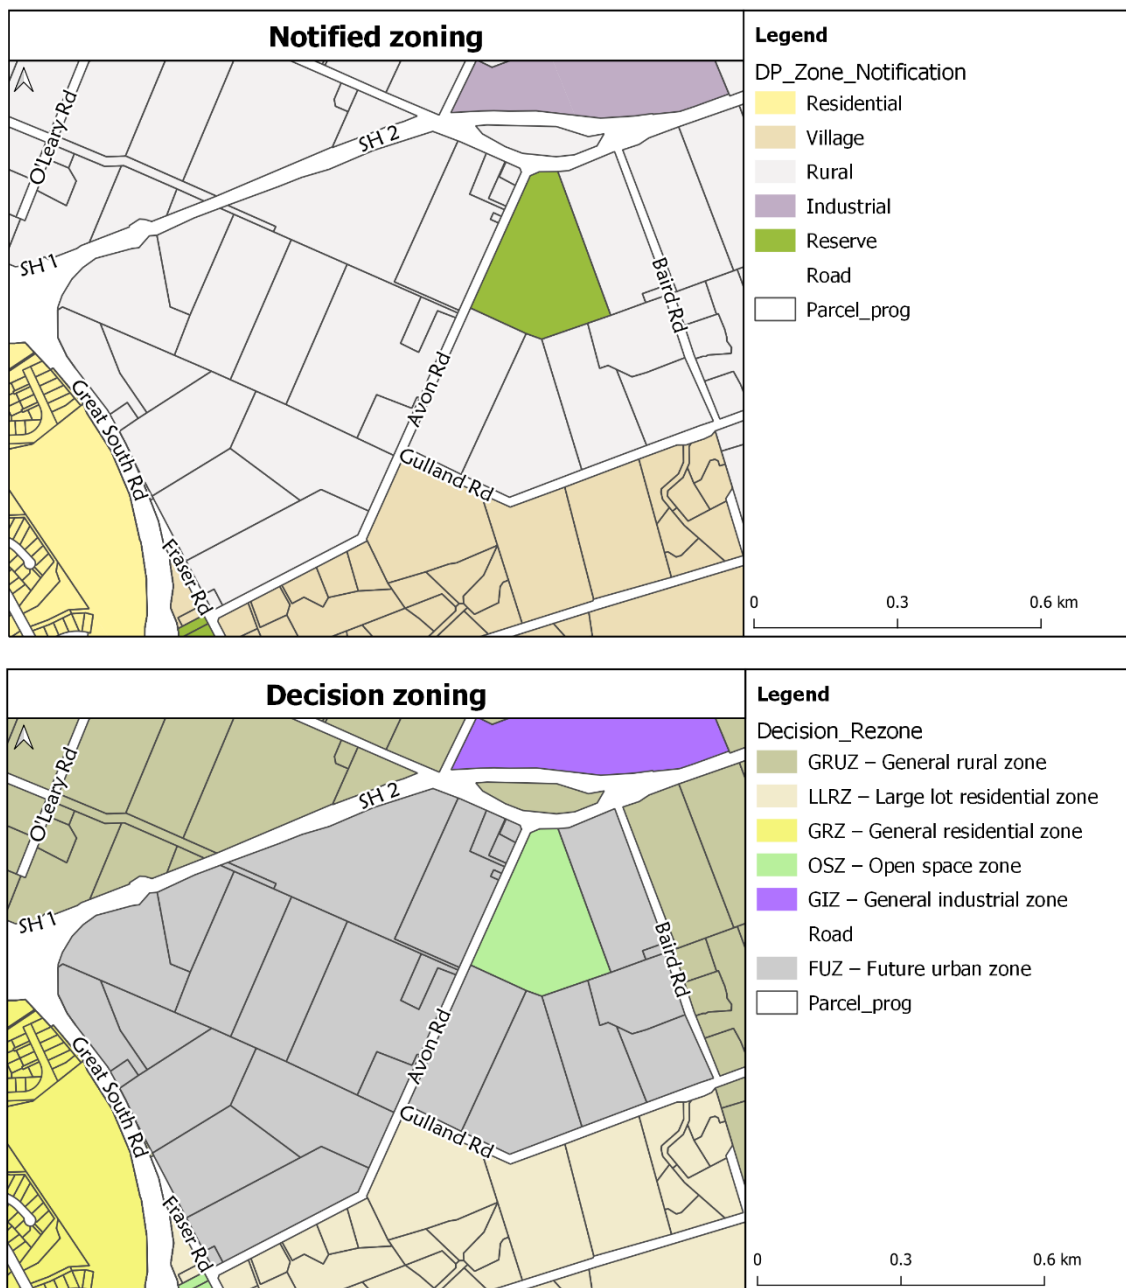 Notified zoning
O'Leary Rd
SH 2
SH 1
Baird Rd
Avon Rd
Great South Rd
Gulland Rd
Fraser Rd
Legend
DP_Zone_Notification
Residential
Village
Rural
Industrial
Reserve
Road
Parcel_prog
0 0.3 0.6 km
Decision zoning
O'Leary Rd
SH 2
SH 1
Baird Rd
Avon Rd
Great South Rd
Gulland Rd
Fraser Rd
Legend
Decision_Rezone
GRUZ – General rural zone
LLRZ – Large lot residential zone
GRZ – General residential zone
OSZ – Open space zone
GIZ – General industrial zone
Road
FUZ – Future urban zone
Parcel_prog
0 0.3 0.6 km